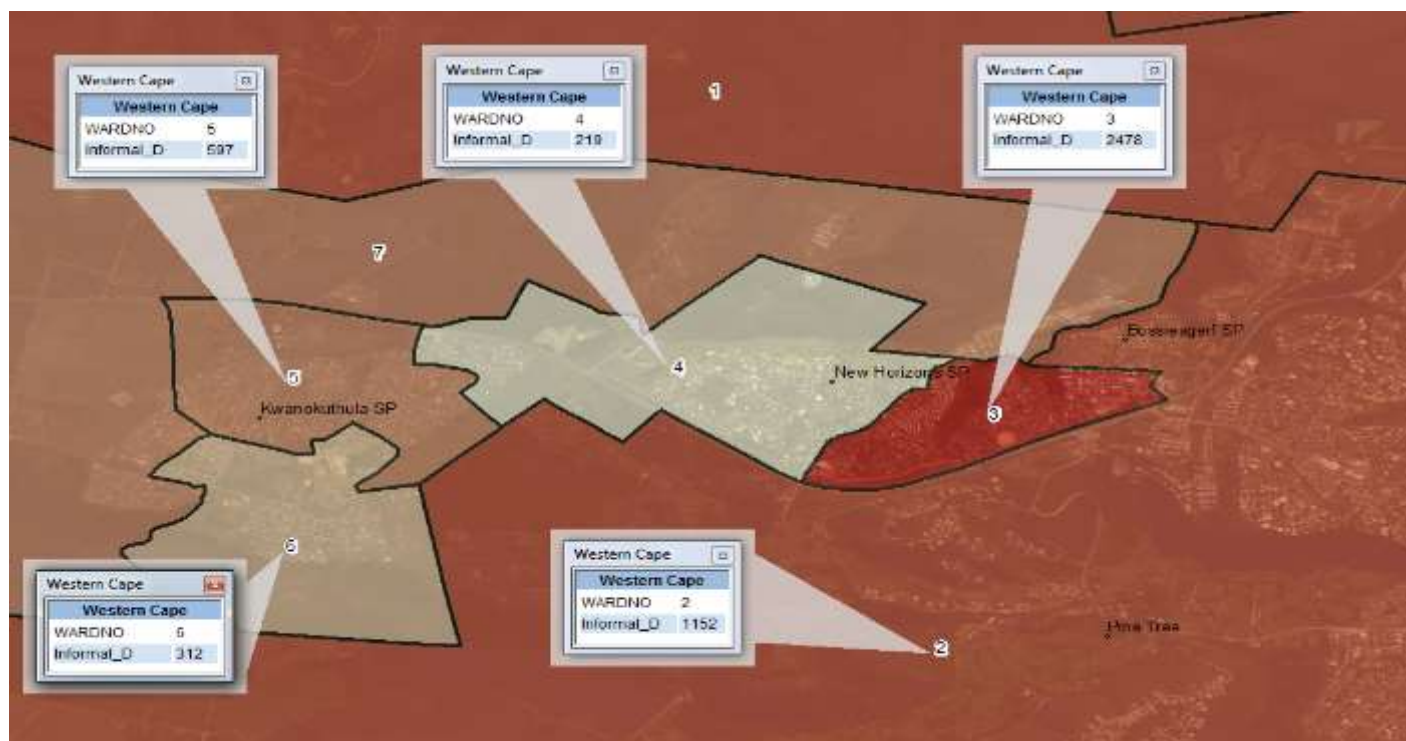 Western Cape
Western Cape
WARDNO 5
Informal_D 597
Western Cape
Western Cape
WARDNO 4
Informal_D 219
Western Cape
Western Cape
WARDNO 3
Informal_D 2478
1
7
Bossiesgerf SP
4
New Horizons SP
5
3
Kwanokuthula SP
6
Western Cape
Western Cape
WARDNO 2
Informal_D 1152
Western Cape
Western Cape
WARDNO 6
Informal_D 312
Pine Tree
2